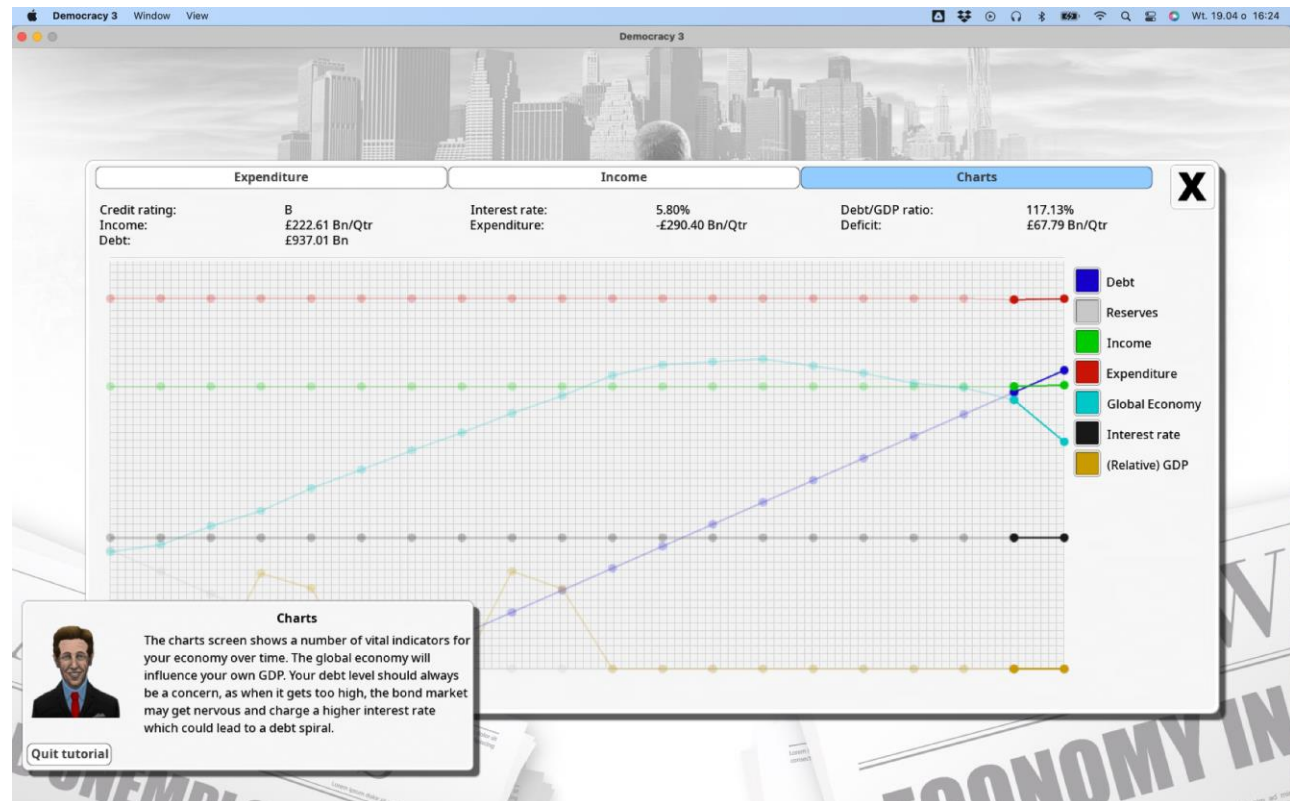 Democracy 3 Window View
Wt. 19.04 o 16:24
Democracy 3
Expenditure Income Charts
X
Credit rating: B Interest rate: 5.80% Debt/GDP ratio: 117.13%
Income: £222.61 Bn/Qtr Expenditure: -£290.40 Bn/Qtr Deficit: £67.79 Bn/Qtr
Debt: £937.01 Bn
Debt
Reserves
Income
Expenditure
Global Economy
Interest rate
(Relative) GDP
Charts
The charts screen shows a number of vital indicators for
your economy over time. The global economy will
influence your own GDP. Your debt level should always
be a concern, as when it gets too high, the bond market
may get nervous and charge a higher interest rate
which could lead to a debt spiral.
Quit tutorial
ECONOMY IN